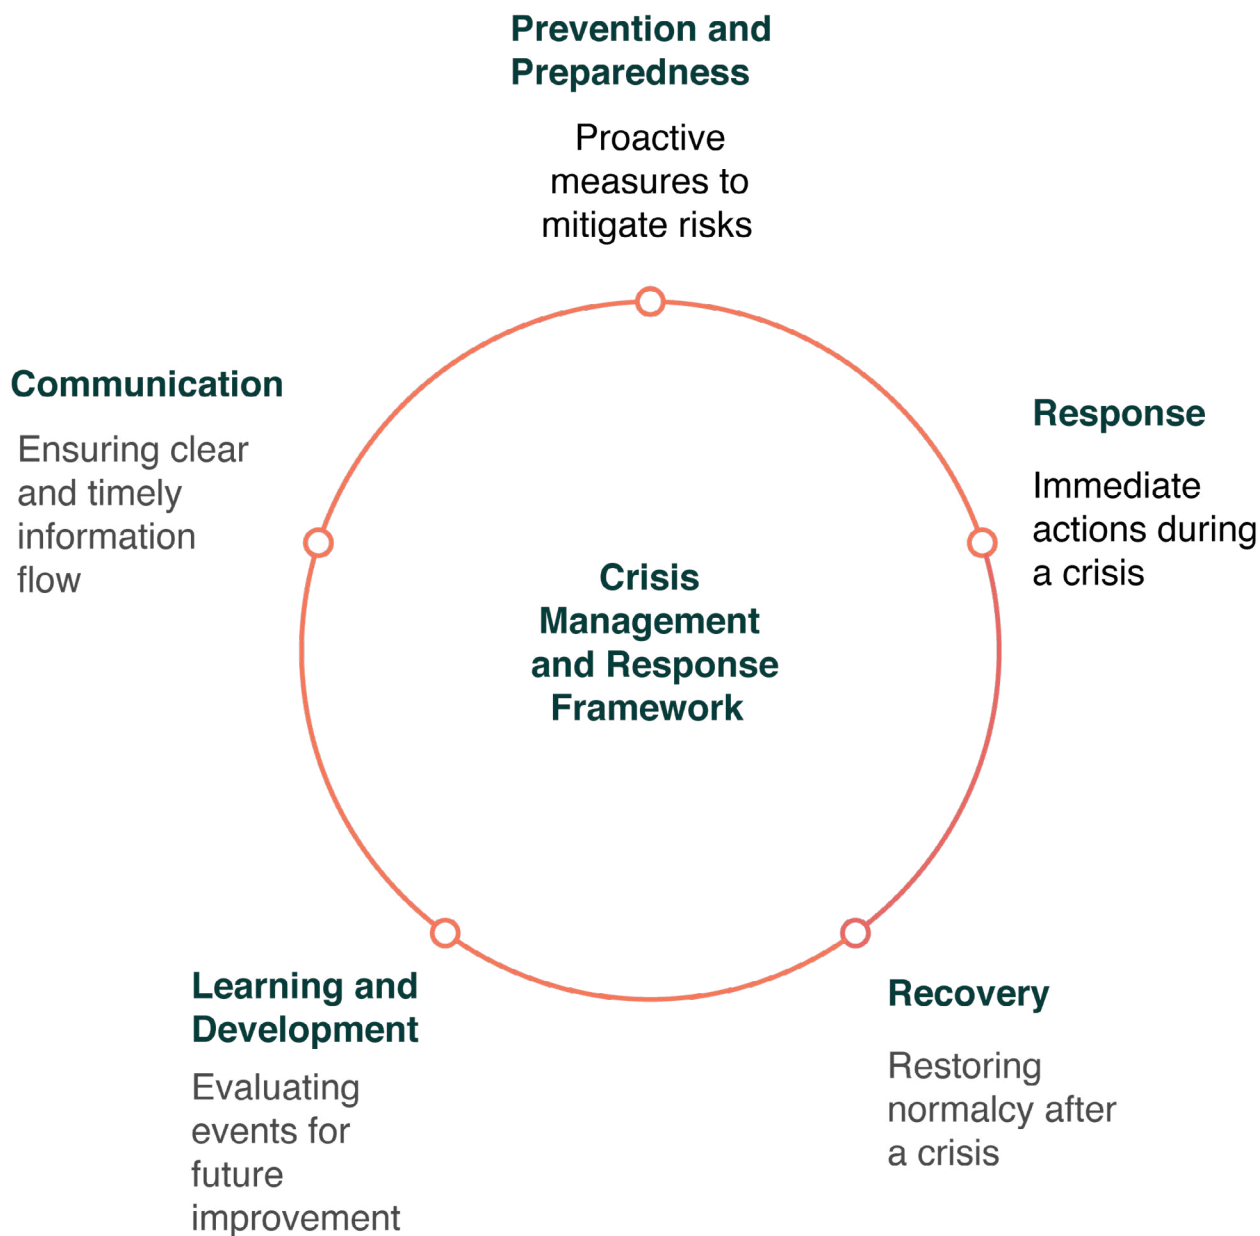 Prevention and
Preparedness
Proactive
measures to
mitigate risks
Communication
Ensuring clear
and timely
information
flow
Response
Immediate
actions during
a crisis
Crisis
Management
and Response
Framework
Learning and
Development
Evaluating
events for
future
improvement
Recovery
Restoring
normalcy after
a crisis